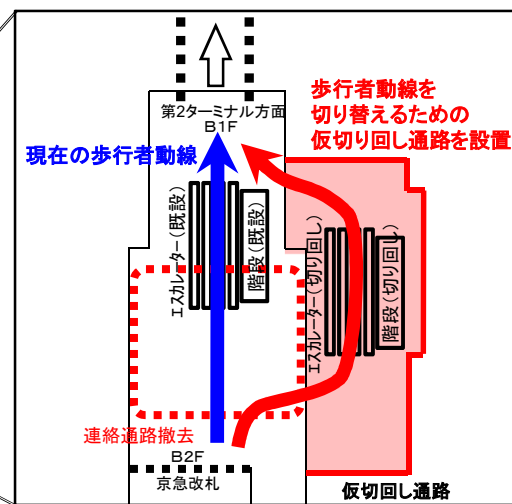 第2ターミナル方面
B1F
歩行者動線を
切り替えるための
仮切り回し通路を設置
現在の歩行者動線
エスカレーター(既設)
階段(既設)
エスカレーター(切り回し)
階段(切り回し)
連絡通路撤去
B2F
京急改札
仮切回し通路